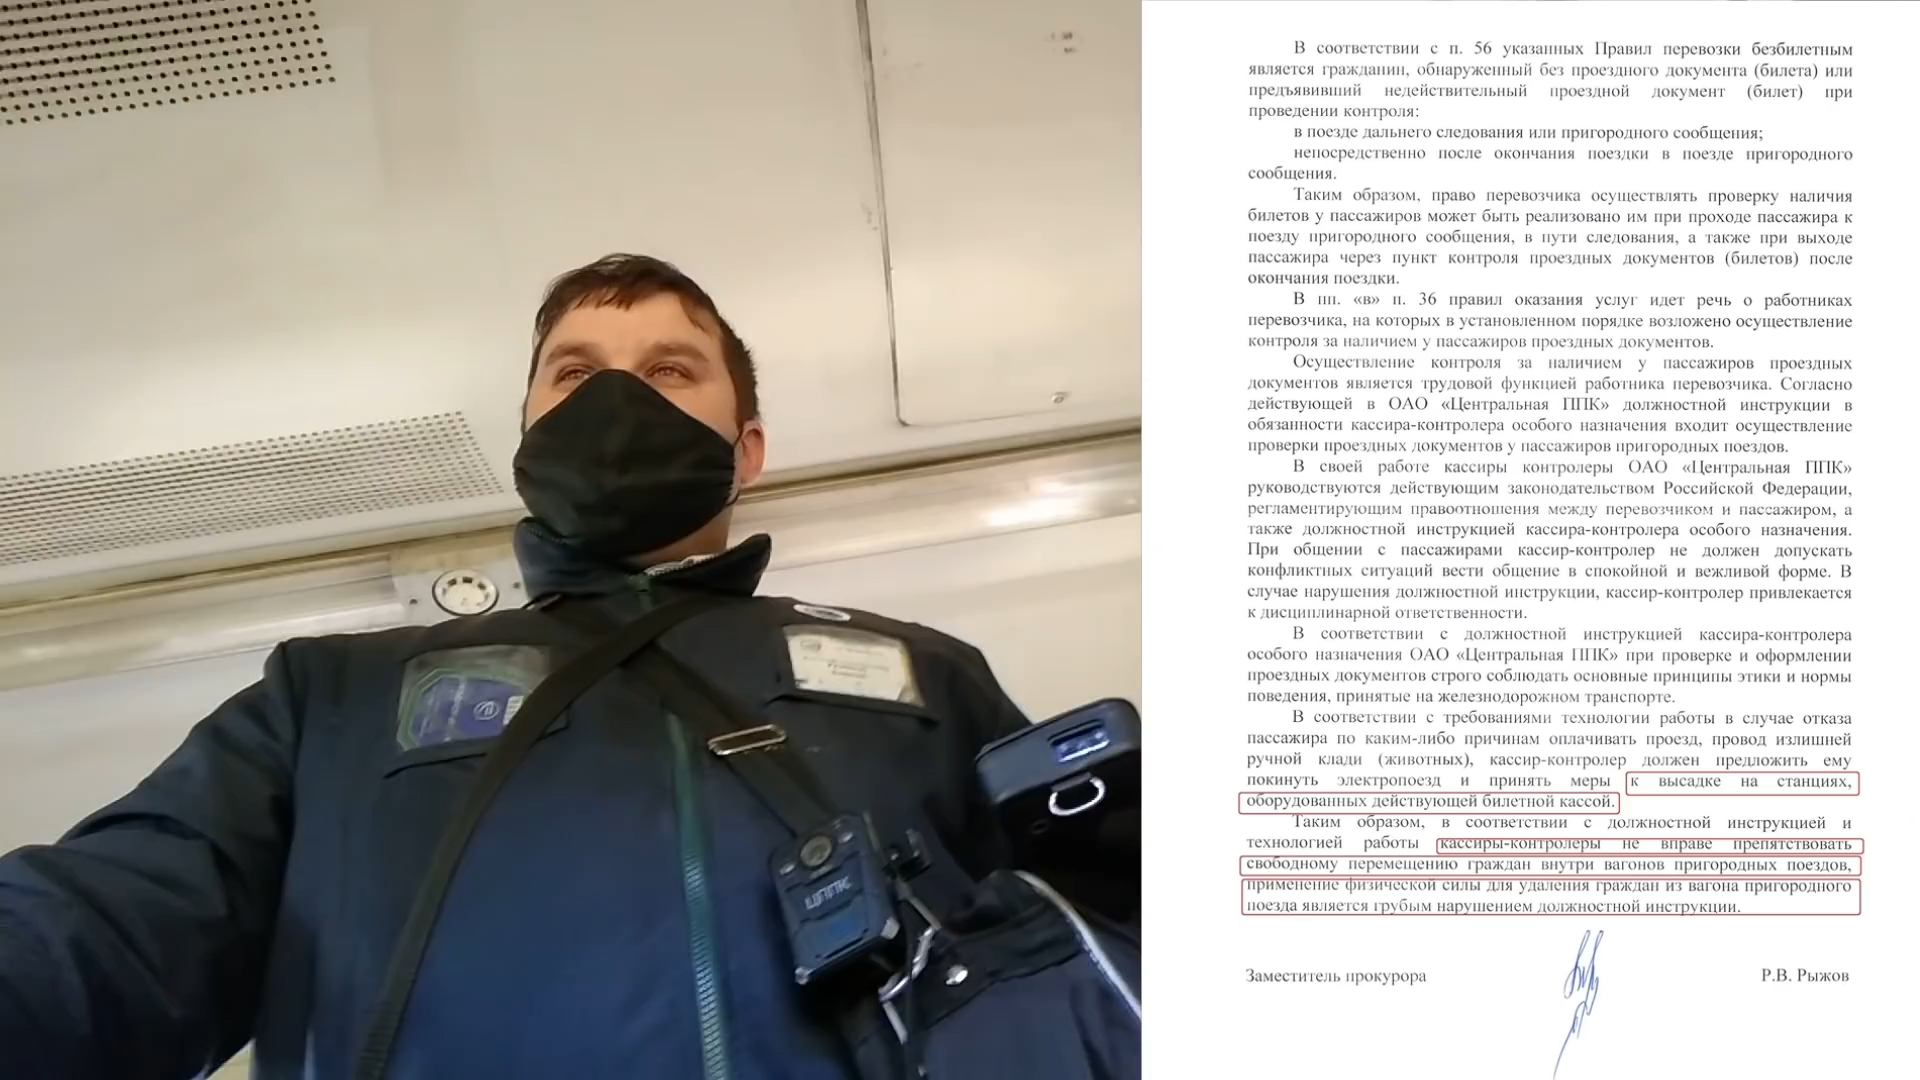 ЦППК
В соответствии с п. 56 указанных Правил перевозки безбилетным
является гражданин, обнаруженный без проездного документа (билета) или
предъявивший недействительный проездной документ (билет) при
проведении контроля:
в поезде дальнего следования или пригородного сообщения;
непосредственно после окончания поездки в поезде пригородного
сообщения.
Таким образом, право перевозчика осуществлять проверку наличия
билетов у пассажиров может быть реализовано им при проходе пассажира к
поезду пригородного сообщения, в пути следования, а также при выходе
пассажира через пункт контроля проездных документов (билетов) после
окончания поездки.
В пп. «в» п. 36 правил оказания услуг идет речь о работниках
перевозчика, на которых в установленном порядке возложено осуществление
контроля за наличием у пассажиров проездных документов.
Осуществление контроля за наличием у пассажиров проездных
документов является трудовой функцией работника перевозчика. Согласно
действующей в ОАО «Центральная ППК» должностной инструкции в
обязанности кассира-контролера особого назначения входит осуществление
проверки проездных документов у пассажиров пригородных поездов.
В своей работе кассиры контролеры ОАО «Центральная ППК»
руководствуются действующим законодательством Российской Федерации,
регламентирующим правоотношения между перевозчиком и пассажиром, а
также должностной инструкцией кассира-контролера особого назначения.
При общении с пассажирами кассир-контролер не должен допускать
конфликтных ситуаций вести общение в спокойной и вежливой форме. В
случае нарушения должностной инструкции, кассир-контролер привлекается
к дисциплинарной ответственности.
В соответствии с должностной инструкцией кассира-контролера
особого назначения ОАО «Центральная ППК» при проверке и оформлении
проездных документов строго соблюдать основные принципы этики и нормы
поведения, принятые на железнодорожном транспорте.
В соответствии с требованиями технологии работы в случае отказа
пассажира по каким-либо причинам оплачивать проезд, провод излишней
ручной клади (животных), кассир-контролер должен предложить ему
покинуть электропоезд и принять меры к высадке на станциях,
оборудованных действующей билетной кассой.
Таким образом, в соответствии с должностной инструкцией и
технологией работы кассиры-контролеры не вправе препятствовать
свободному перемещению граждан внутри вагонов пригородных поездов,
применение физической силы для удаления граждан из вагона пригородного
поезда является грубым нарушением должностной инструкции.
Заместитель прокурора Р.В. Рыжов